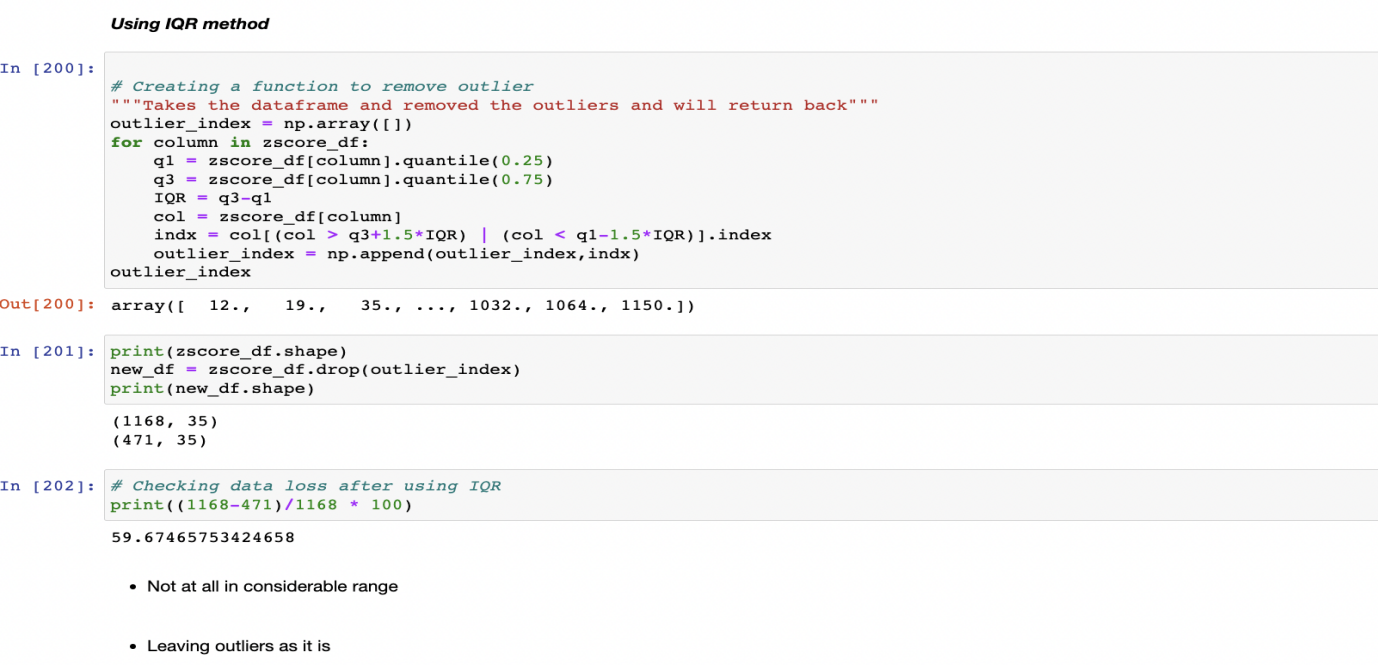 Using IQR method
In [200]:
# Creating a function to remove outlier
"""Takes the dataframe and removed the outliers and will return back"""
outlier_index = np.array([])
for column in zscore_df:
    q1 = zscore_df[column].quantile(0.25)
    q3 = zscore_df[column].quantile(0.75)
    IQR = q3-q1
    col = zscore_df[column]
    indx = col[(col > q3+1.5*IQR) | (col < q1-1.5*IQR)].index
    outlier_index = np.append(outlier_index,indx)
outlier_index
Out[200]: array([  12.,   19.,   35., ..., 1032., 1064., 1150.])
In [201]: print(zscore_df.shape)
new_df = zscore_df.drop(outlier_index)
print(new_df.shape)
(1168, 35)
(471, 35)
In [202]: # Checking data loss after using IQR
print((1168-471)/1168 * 100)
59.67465753424658
• Not at all in considerable range
• Leaving outliers as it is